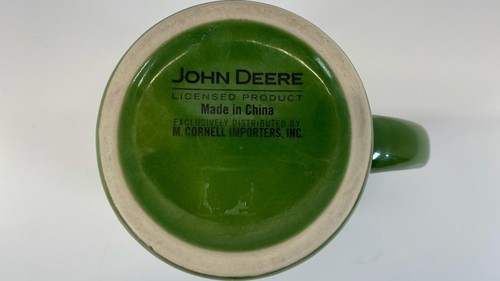 JOHN DEERE
LICENSED PRODUCT
Made in China
EXCLUSIVELY DISTRIBUTED BY
M. CORNELL IMPORTERS, INC.